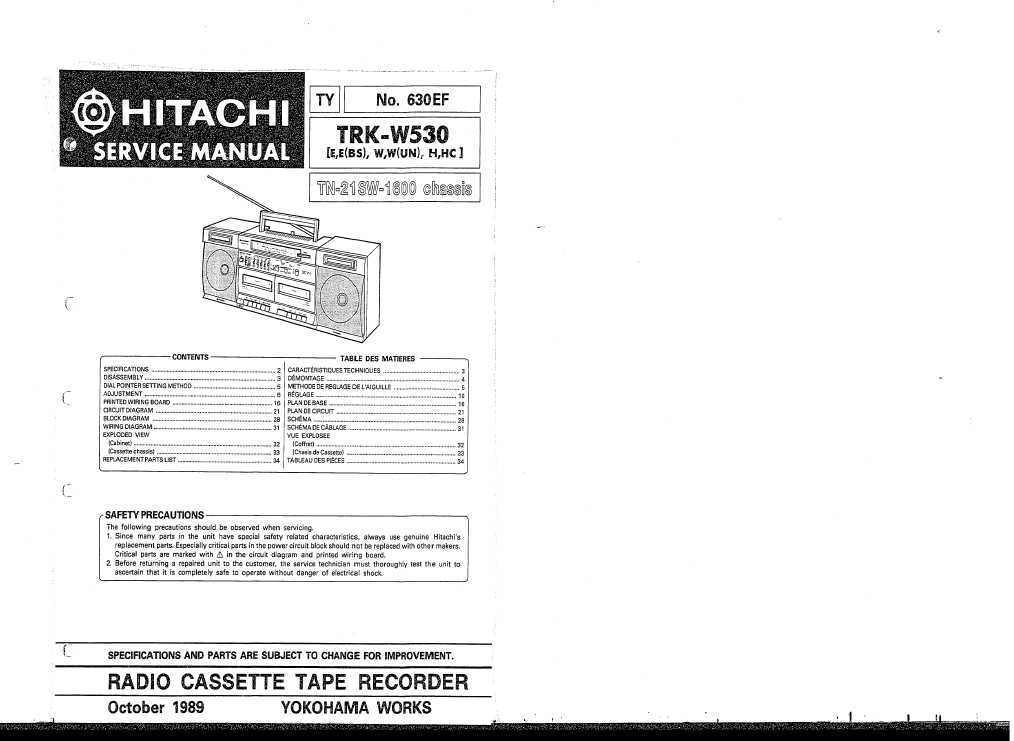 HITACHI
SERVICE MANUAL
TY
No. 630EF
TRK-W530
[E,E(BS), W,W(UN), H,HC]
TN-21SW-1600 chassis
CONTENTS
SPECIFICATIONS 2
DISASSEMBLY 3
DIAL POINTER SETTING METHOD 5
ADJUSTMENT 6
PRINTED WIRING BOARD 16
CIRCUIT DIAGRAM 21
BLOCK DIAGRAM 28
WIRING DIAGRAM 31
EXPLODED VIEW
(Cabinet) 32
(Cassette chassis) 33
REPLACEMENT PARTS LIST 34
TABLE DES MATIERES
CARACTÉRISTIQUES TECHNIQUES 3
DÉMONTAGE 4
METHODE DE REGLAGE DE L'AIGUILLE 5
RÉGLAGE 10
PLAN DE BASE 16
PLAN DE CIRCUIT 21
SCHÉMA 28
SCHÉMA DE CÂBLAGE 31
VUE EXPLOSEE
(Coffret) 32
(Chasis de Cassette) 33
TABLEAU DES PIÈCES 34
SAFETY PRECAUTIONS
The following precautions should be observed when servicing.
1. Since many parts in the unit have special safety related characteristics, always use genuine Hitachi's
replacement parts. Especially critical parts in the power circuit block should not be replaced with other makers.
Critical parts are marked with ⚠ in the circuit diagram and printed wiring board.
2. Before returning a repaired unit to the customer, the service technician must thoroughly test the unit to
ascertain that it is completely safe to operate without danger of electrical shock.
SPECIFICATIONS AND PARTS ARE SUBJECT TO CHANGE FOR IMPROVEMENT.
RADIO CASSETTE TAPE RECORDER
October 1989
YOKOHAMA WORKS